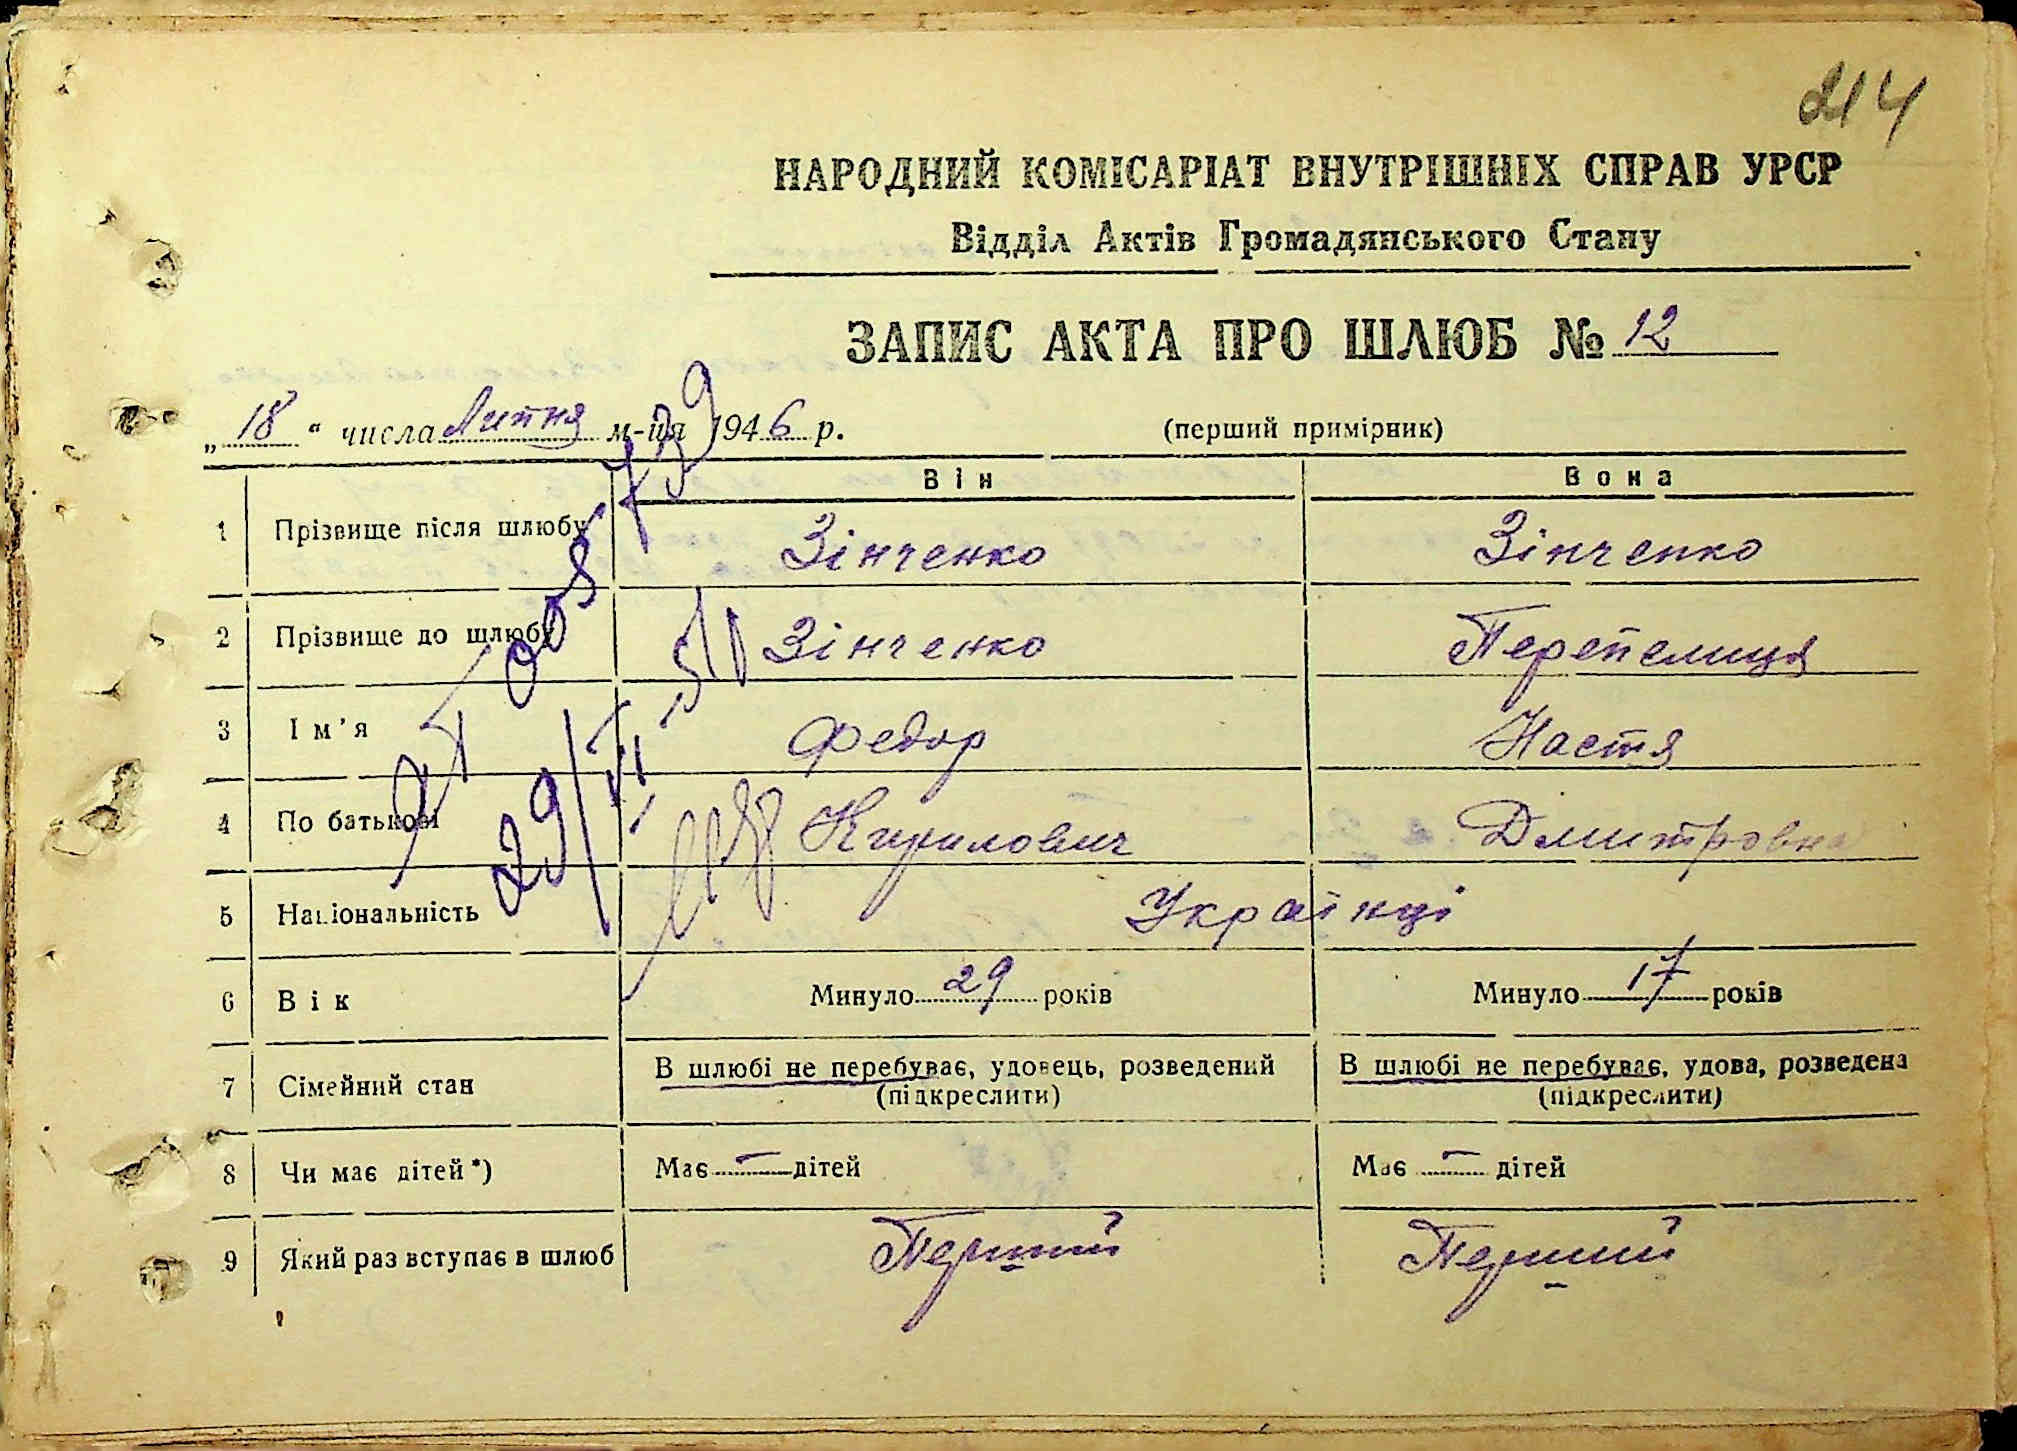 214
НАРОДНИЙ КОМІСАРІАТ ВНУТРІШНІХ СПРАВ УРСР
Відділ Актів Громадянського Стану
ЗАПИС АКТА ПРО ШЛЮБ № 12
„18“ числа Липня м-ця 1946 р. (перший примірник)
Він Вона
1 Прізвище після шлюбу Зінченко Зінченко
2 Прізвище до шлюбу Зінченко Перепелиця
3 Ім'я Федор Настя
4 По батькові Кирилович Дмитровна
5 Національність Українці
6 Вік Минуло 29 років Минуло 17 років
7 Сімейний стан В шлюбі не перебуває, удовець, розведений В шлюбі не перебуває, удова, розведена
(підкреслити) (підкреслити)
8 Чи має дітей*) Має — дітей Має — дітей
9 Який раз вступає в шлюб Перший Перший